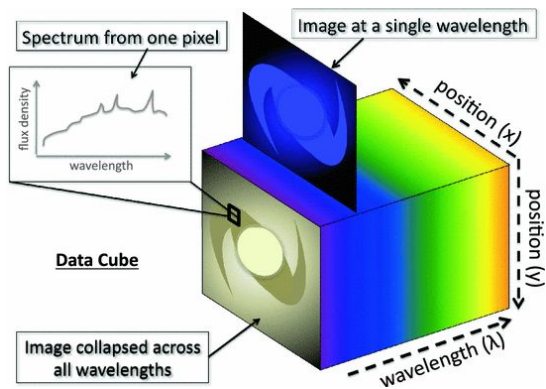 Spectrum from one pixel
Image at a single wavelength
flux density
wavelength
position (x)
position (y)
Data Cube
Image collapsed across
all wavelengths
wavelength (λ)